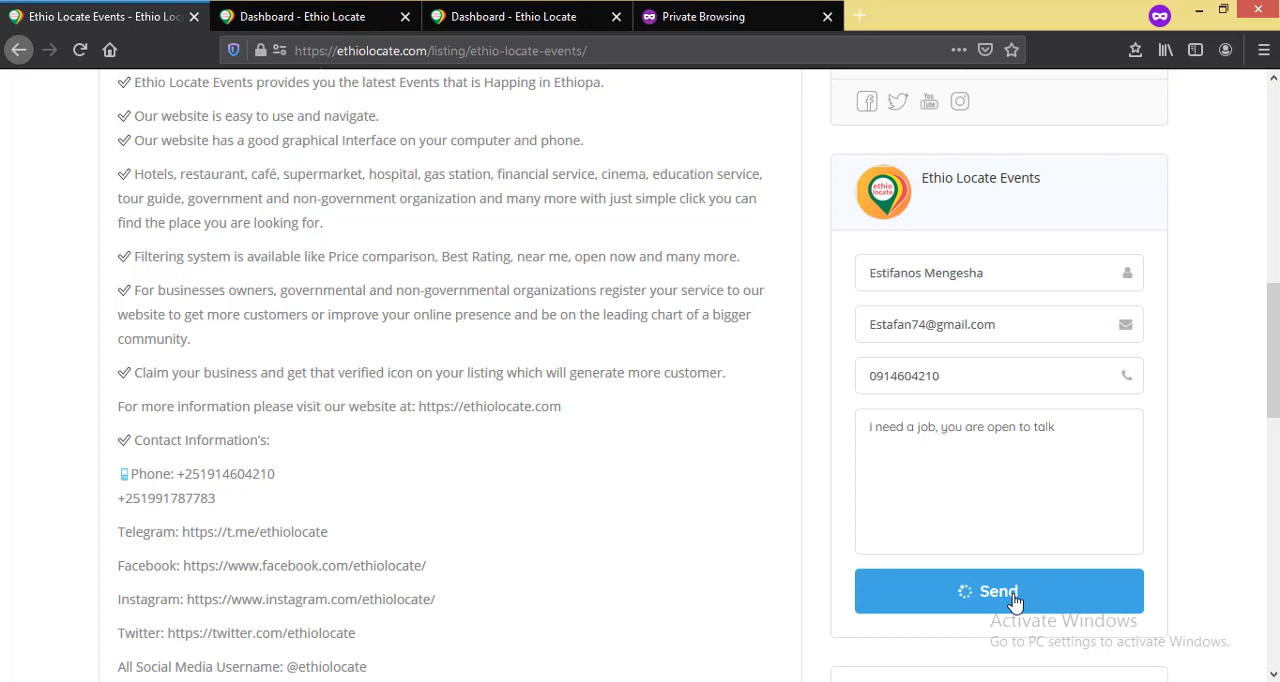 Ethio Locate Events - Ethio Loc
Dashboard - Ethio Locate
Dashboard - Ethio Locate
Private Browsing
https://ethiolocate.com/listing/ethio-locate-events/
Ethio Locate Events provides you the latest Events that is Happing in Ethiopa.
Our website is easy to use and navigate.
Our website has a good graphical Interface on your computer and phone.
Hotels, restaurant, café, supermarket, hospital, gas station, financial service, cinema, education service,
tour guide, government and non-government organization and many more with just simple click you can
find the place you are looking for.
Filtering system is available like Price comparison, Best Rating, near me, open now and many more.
For businesses owners, governmental and non-governmental organizations register your service to our
website to get more customers or improve your online presence and be on the leading chart of a bigger
community.
Claim your business and get that verified icon on your listing which will generate more customer.
For more information please visit our website at: https://ethiolocate.com
Contact Information's:
Phone: +251914604210
+251991787783
Telegram: https://t.me/ethiolocate
Facebook: https://www.facebook.com/ethiolocate/
Instagram: https://www.instagram.com/ethiolocate/
Twitter: https://twitter.com/ethiolocate
All Social Media Username: @ethiolocate
You
Tube
ethio
locate
Ethio Locate Events
Estifanos Mengesha
Estafan74@gmail.com
0914604210
i need a job, you are open to talk
Send
Activate Windows
Go to PC settings to activate Windows.